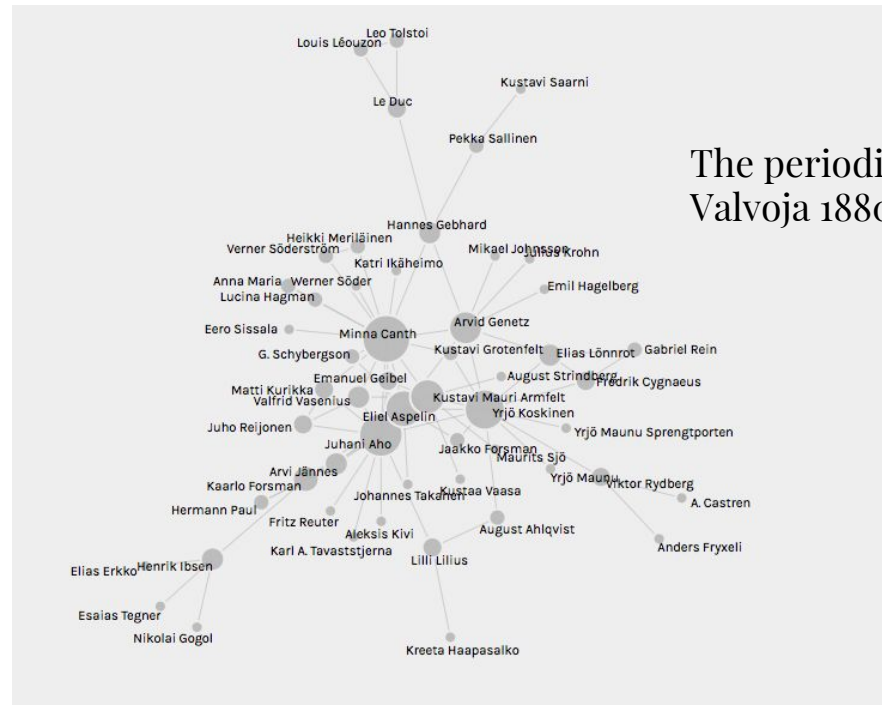 Leo Tolstoi
Louis Léouzon
Kustavi Saarni
Le Duc
Pekka Sallinen
The periodi
Valvoja 1880
Hannes Gebhard
Heikki Meriläinen
Verner Söderström
Mikael Johnsson
Julius Krohn
Katri Ikäheimo
Anna Maria
Werner Söder
Emil Hagelberg
Lucina Hagman
Arvid Genetz
Eero Sissala
Minna Canth
G. Schybergson
Kustavi Grotenfelt
Elias Lönnrot
Gabriel Rein
Emanuel Geibel
August Strindberg
Fredrik Cygnaeus
Matti Kurikka
Valfrid Vasenius
Kustavi Mauri Armfelt
Eliel Aspelin
Yrjö Koskinen
Juho Reijonen
Yrjö Maunu Sprengtporten
Juhani Aho
Jaakko Forsman
Maurits Sjö
Arvi Jännes
Yrjö Maunu
Viktor Rydberg
Kaarlo Forsman
Johannes Takanen
Kustaa Vaasa
A. Castren
Hermann Paul
Fritz Reuter
Aleksis Kivi
August Ahlqvist
Karl A. Tavaststjerna
Anders Fryxeli
Lilli Lilius
Elias Erkko
Henrik Ibsen
Esaias Tegner
Nikolai Gogol
Kreeta Haapasalko